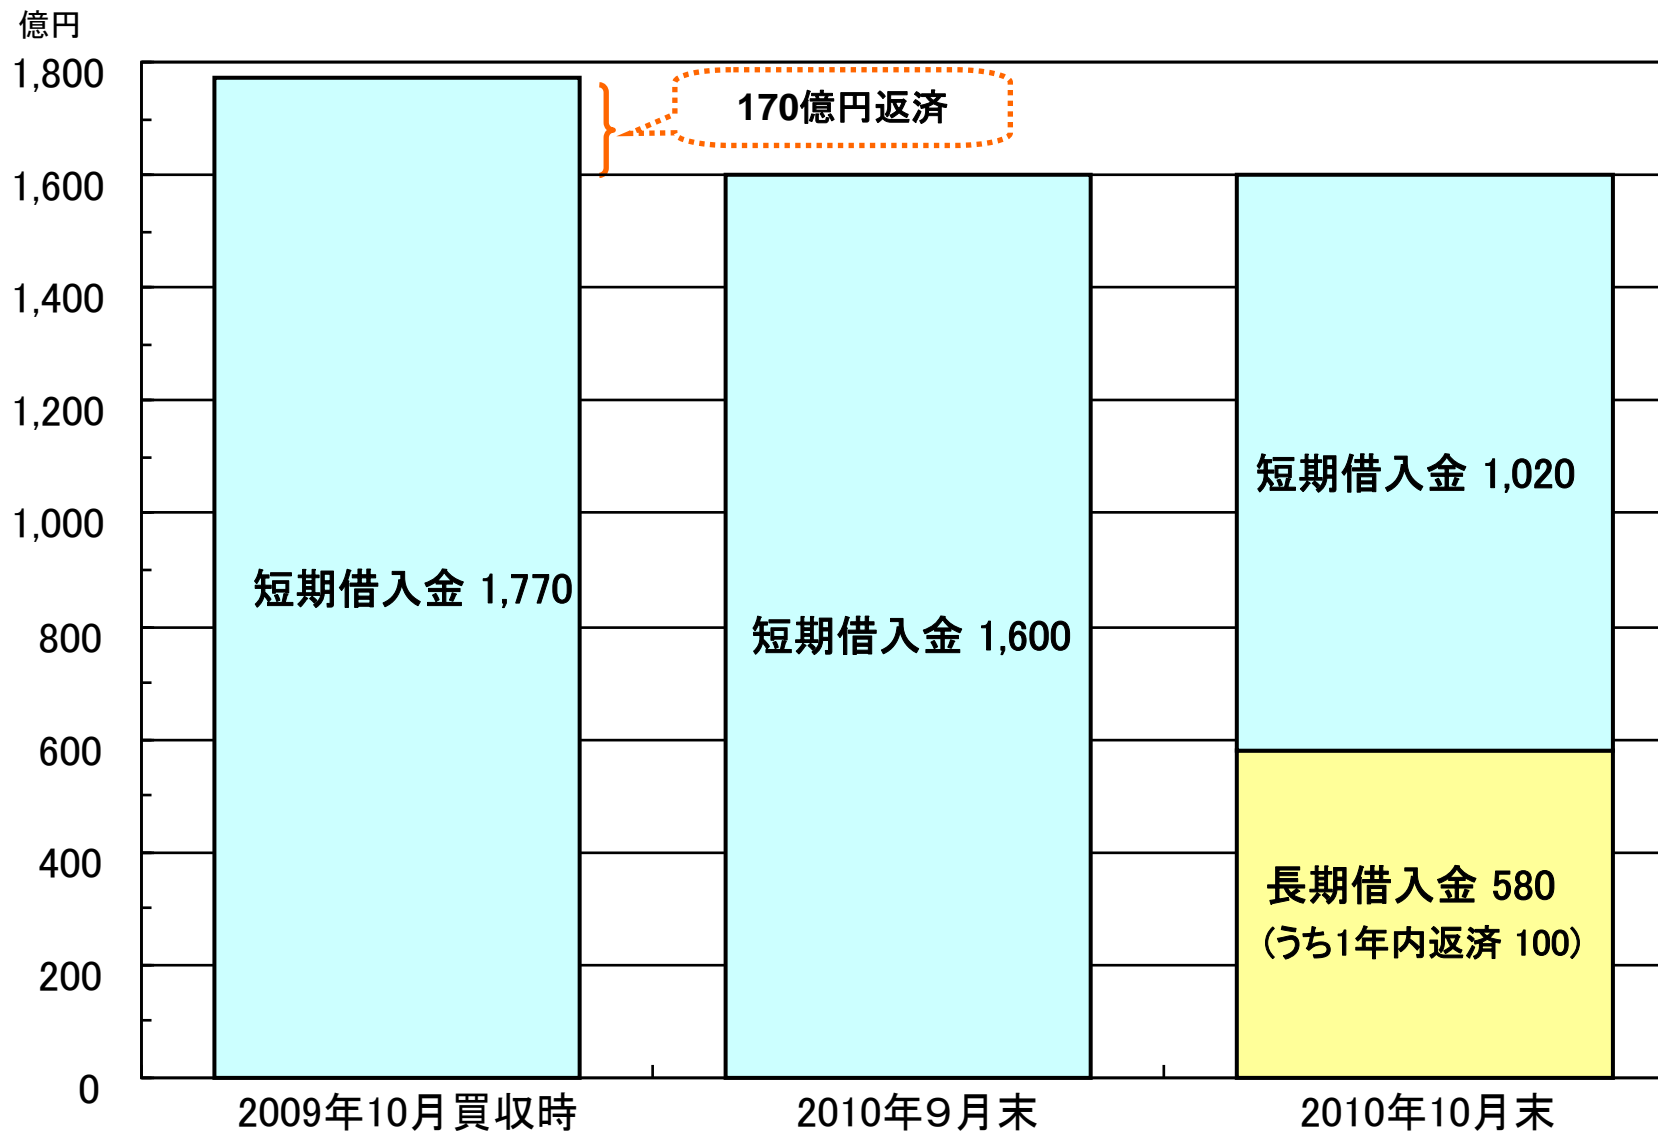 億円
1,800
1,600
1,400
1,200
1,000
800
600
400
200
0
170億円返済
短期借入金 1,770
短期借入金 1,600
短期借入金 1,020
長期借入金 580
(うち1年内返済 100)
2009年10月買収時
2010年９月末
2010年10月末